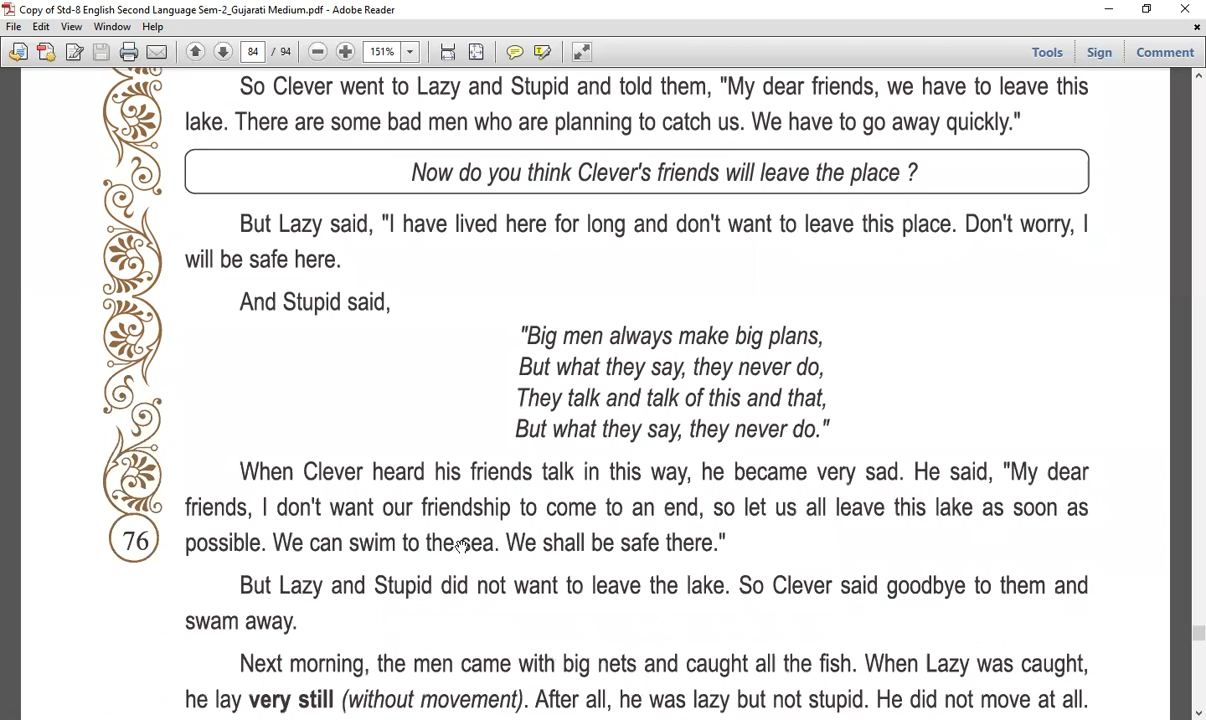 Copy of Std-8 English Second Language Sem-2_Gujarati Medium.pdf - Adobe Reader
File Edit View Window Help
84 / 94 151% Tools Sign Comment
So Clever went to Lazy and Stupid and told them, "My dear friends, we have to leave this
lake. There are some bad men who are planning to catch us. We have to go away quickly."
Now do you think Clever's friends will leave the place ?
But Lazy said, "I have lived here for long and don't want to leave this place. Don't worry, I
will be safe here.
And Stupid said,
"Big men always make big plans,
But what they say, they never do,
They talk and talk of this and that,
But what they say, they never do."
When Clever heard his friends talk in this way, he became very sad. He said, "My dear
friends, I don't want our friendship to come to an end, so let us all leave this lake as soon as
76
possible. We can swim to the sea. We shall be safe there."
But Lazy and Stupid did not want to leave the lake. So Clever said goodbye to them and
swam away.
Next morning, the men came with big nets and caught all the fish. When Lazy was caught,
he lay very still (without movement). After all, he was lazy but not stupid. He did not move at all.